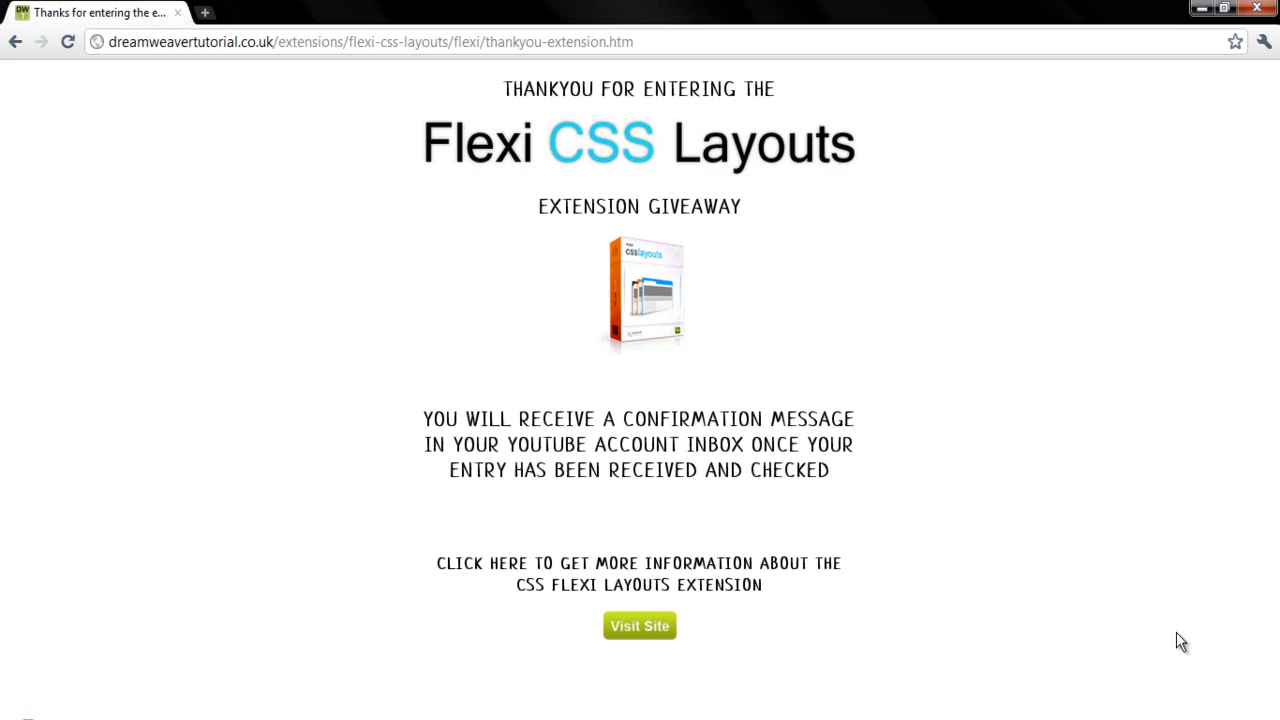 Thanks for entering the e...
dreamweavertutorial.co.uk/extensions/flexi-css-layouts/flexi/thankyou-extension.htm
THANKYOU FOR ENTERING THE
Flexi CSS Layouts
EXTENSION GIVEAWAY
csslayouts
YOU WILL RECEIVE A CONFIRMATION MESSAGE
IN YOUR YOUTUBE ACCOUNT INBOX ONCE YOUR
ENTRY HAS BEEN RECEIVED AND CHECKED
CLICK HERE TO GET MORE INFORMATION ABOUT THE
CSS FLEXI LAYOUTS EXTENSION
Visit Site